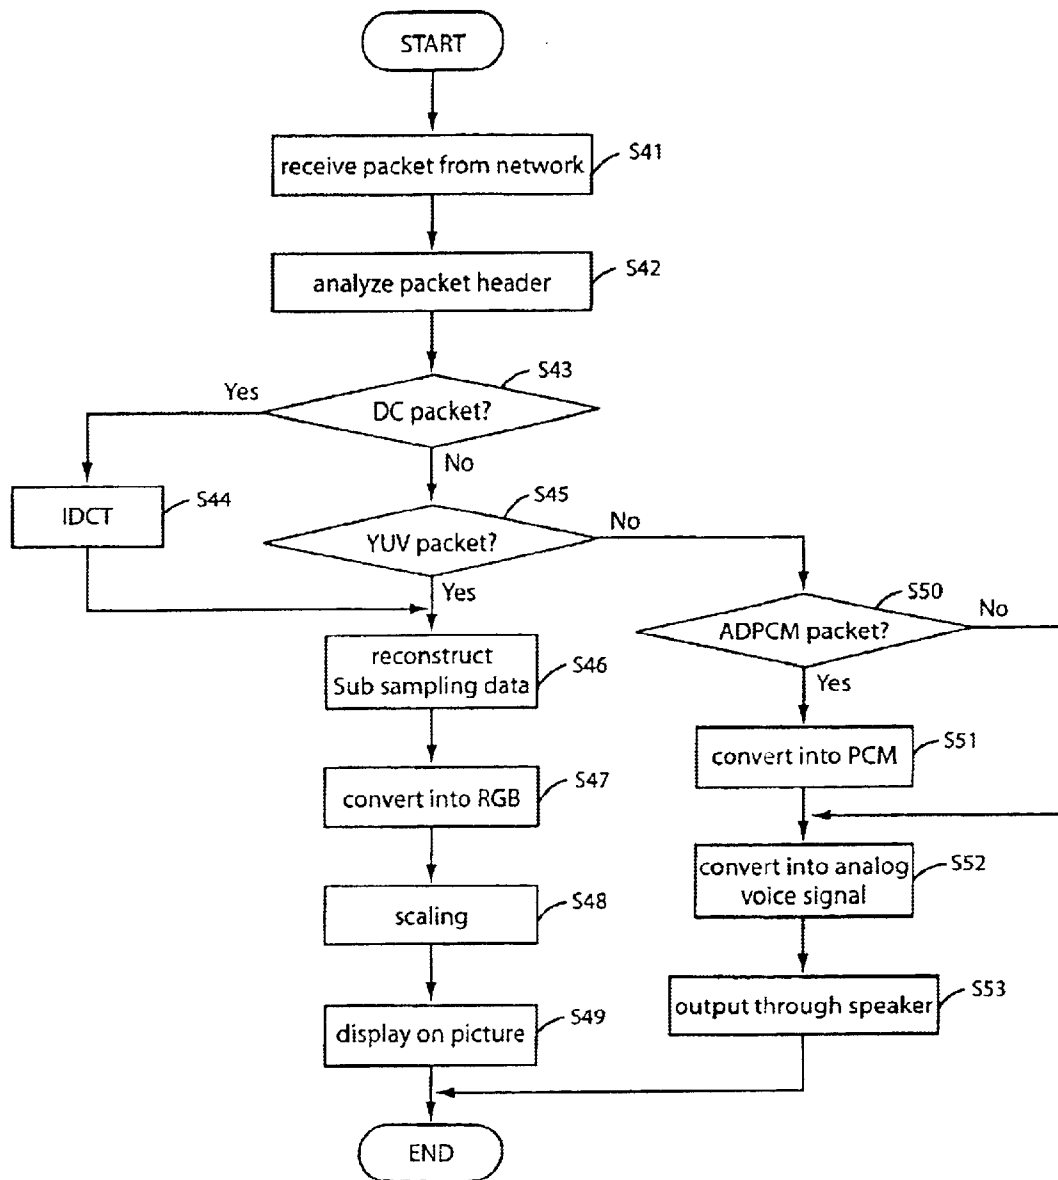 START
receive packet from network
S41
analyze packet header
S42
S43
Yes
DC packet?
No
IDCT
S44
S45
YUV packet?
No
Yes
S50
ADPCM packet?
No
Yes
reconstruct
Sub sampling data
S46
convert into PCM
S51
convert into RGB
S47
convert into analog
voice signal
S52
scaling
S48
output through speaker
S53
display on picture
S49
END